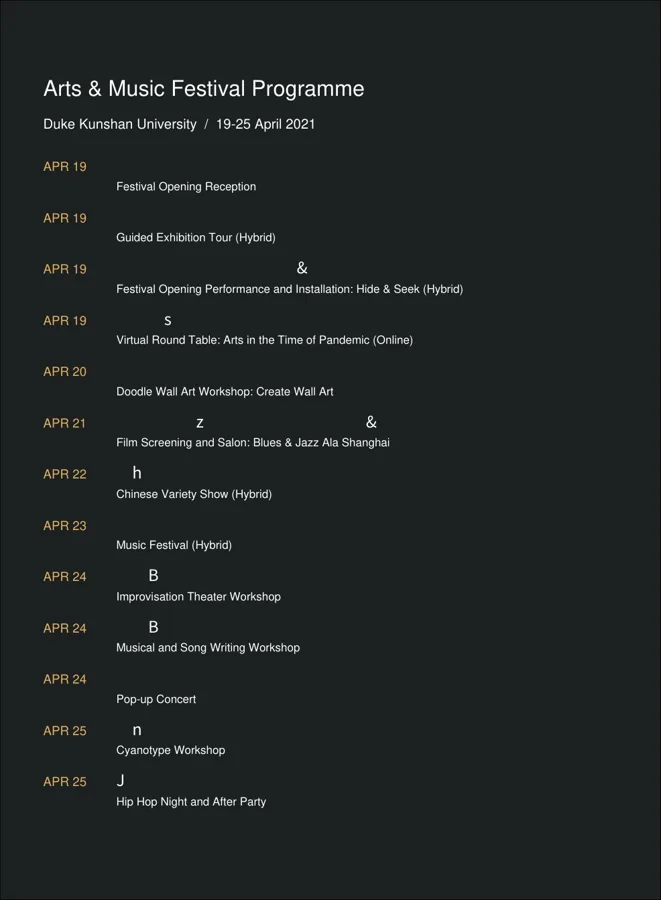 Arts & Music Festival Programme
Duke Kunshan University / 19-25 April 2021
APR 19
Festival Opening Reception
APR 19
Guided Exhibition Tour (Hybrid)
APR 19 &
Festival Opening Performance and Installation: Hide & Seek (Hybrid)
APR 19 s
Virtual Round Table: Arts in the Time of Pandemic (Online)
APR 20
Doodle Wall Art Workshop: Create Wall Art
APR 21 z &
Film Screening and Salon: Blues & Jazz Ala Shanghai
APR 22 h
Chinese Variety Show (Hybrid)
APR 23
Music Festival (Hybrid)
APR 24 B
Improvisation Theater Workshop
APR 24 B
Musical and Song Writing Workshop
APR 24
Pop-up Concert
APR 25 n
Cyanotype Workshop
APR 25 J
Hip Hop Night and After Party